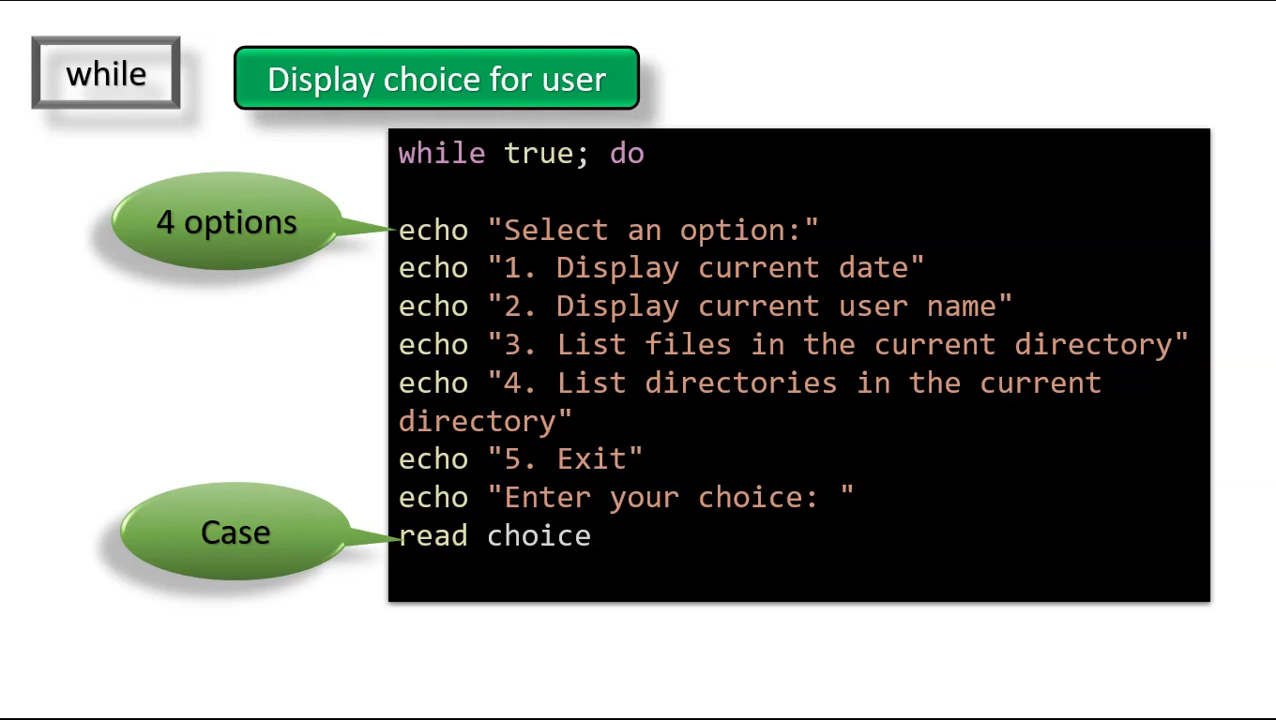 while
Display choice for user
while true; do
4 options
echo "Select an option:"
echo "1. Display current date"
echo "2. Display current user name"
echo "3. List files in the current directory"
echo "4. List directories in the current
directory"
echo "5. Exit"
echo "Enter your choice: "
Case
read choice